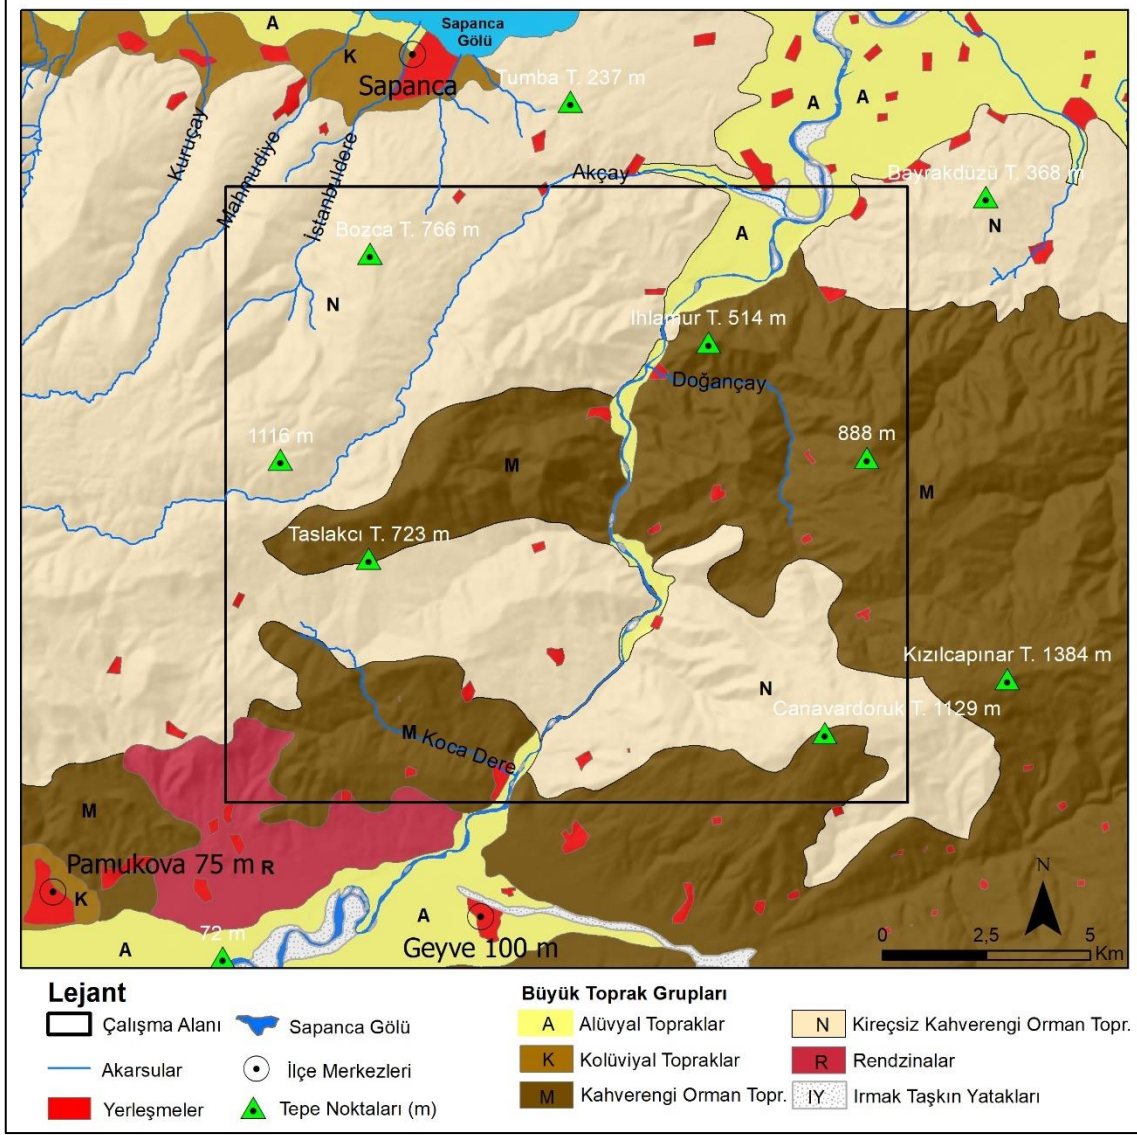 A
Sapanca
Gölü
K
Sapanca
Tumba T. 237 m
A
A
Kuruçay
Mahmudiye
İstanbuldere
Akçay
Bayrakdüzü T. 368 m
N
Bozca T. 766 m
A
N
Ihlamur T. 514 m
Doğançay
1116 m
888 m
M
M
Taslakcı T. 723 m
Kızılcapınar T. 1384 m
N
Canavardoruk T. 1129 m
M Koca Dere
M
Pamukova 75 m R
K
N
A
72 m
A
Geyve 100 m
0 2,5 5
Km
Lejant
Çalışma Alanı
Sapanca Gölü
Akarsular
İlçe Merkezleri
Yerleşmeler
Tepe Noktaları (m)
Büyük Toprak Grupları
A Alüvyal Topraklar
K Kolüviyal Topraklar
M Kahverengi Orman Topr.
N Kireçsiz Kahverengi Orman Topr.
R Rendzinalar
IY Irmak Taşkın Yatakları